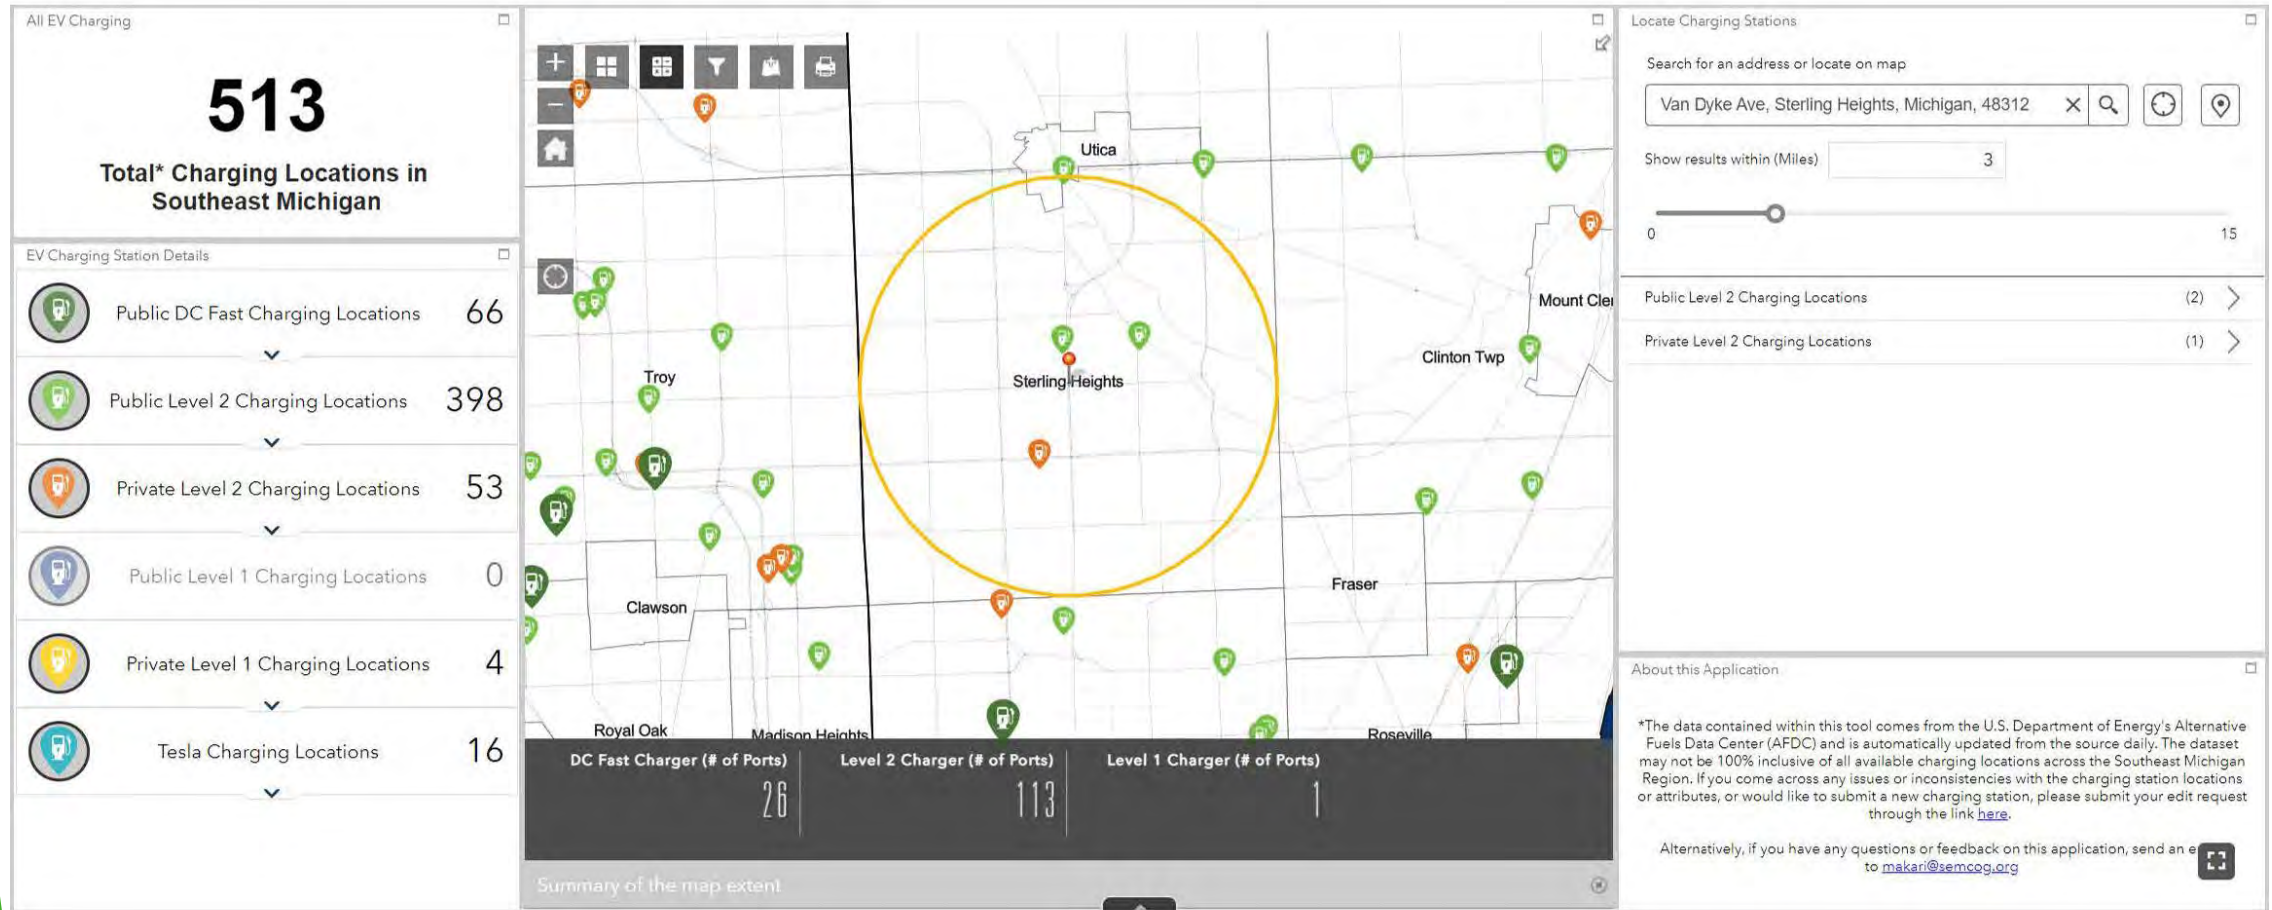 All EV Charging
513
Total* Charging Locations in
Southeast Michigan
EV Charging Station Details
Public DC Fast Charging Locations 66
Public Level 2 Charging Locations 398
Private Level 2 Charging Locations 53
Public Level 1 Charging Locations 0
Private Level 1 Charging Locations 4
Tesla Charging Locations 16
Utica
Mount Cle
Clinton Twp
Troy
Sterling Heights
Fraser
Clawson
Royal Oak
Madison Heights
Roseville
DC Fast Charger (# of Ports)
26
Level 2 Charger (# of Ports)
113
Level 1 Charger (# of Ports)
1
Summary of the map extent
Locate Charging Stations
Search for an address or locate on map
Van Dyke Ave, Sterling Heights, Michigan, 48312
Show results within (Miles) 3
0 15
Public Level 2 Charging Locations (2)
Private Level 2 Charging Locations (1)
About this Application
*The data contained within this tool comes from the U.S. Department of Energy's Alternative
Fuels Data Center (AFDC) and is automatically updated from the source daily. The dataset
may not be 100% inclusive of all available charging locations across the Southeast Michigan
Region. If you come across any issues or inconsistencies with the charging station locations
or attributes, or would like to submit a new charging station, please submit your edit request
through the link here.
Alternatively, if you have any questions or feedback on this application, send an e
to makari@semcog.org